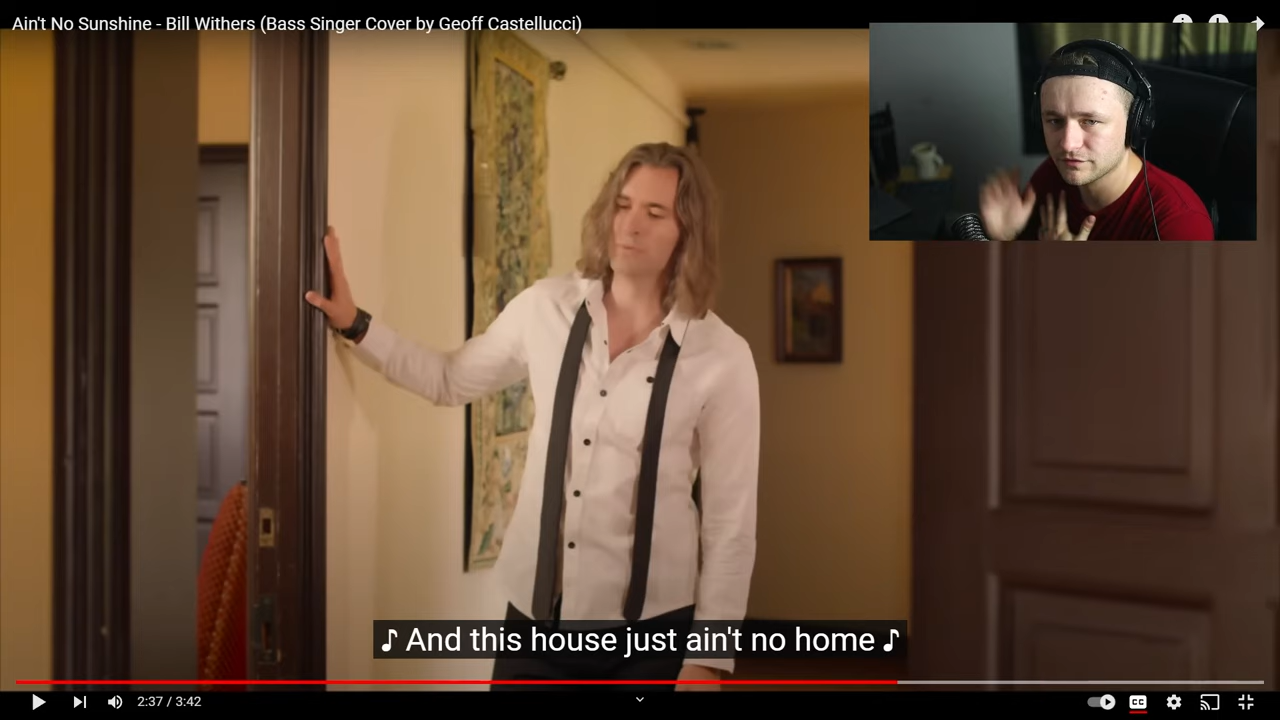 Ain't No Sunshine - Bill Withers (Bass Singer Cover by Geoff Castellucci)
♪ And this house just ain't no home ♪
2:37 / 3:42
CC